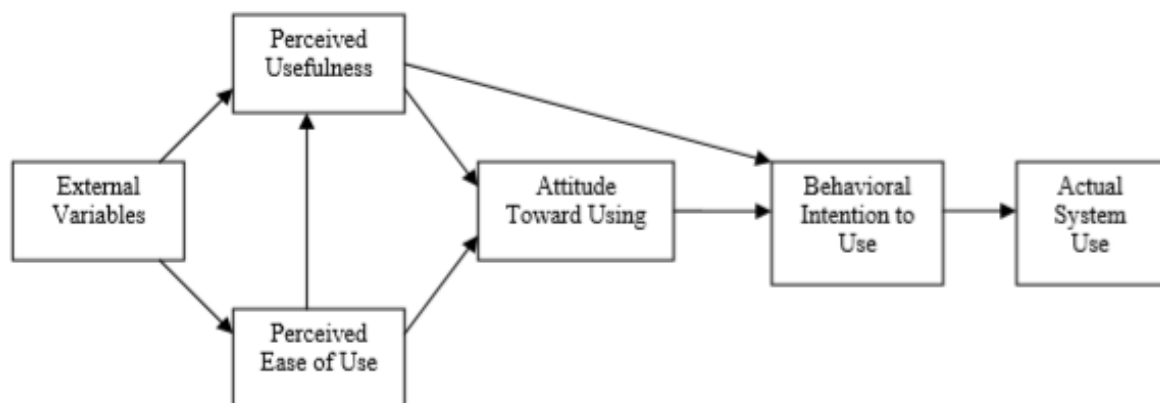 Perceived
Usefulness
External
Variables
Attitude
Toward Using
Behavioral
Intention to
Use
Actual
System
Use
Perceived
Ease of Use